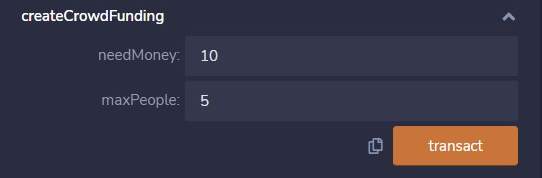 createCrowdFunding
needMoney: 10
maxPeople: 5
transact